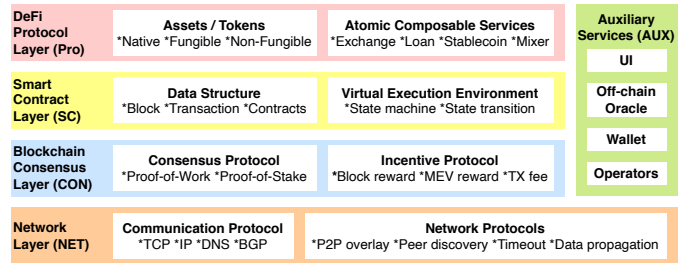 DeFi
Protocol
Layer (Pro)
Assets / Tokens
*Native *Fungible *Non-Fungible
Atomic Composable Services
*Exchange *Loan *Stablecoin *Mixer
Smart
Contract
Layer (SC)
Data Structure
*Block *Transaction *Contracts
Virtual Execution Environment
*State machine *State transition
Blockchain
Consensus
Layer (CON)
Consensus Protocol
*Proof-of-Work *Proof-of-Stake
Incentive Protocol
*Block reward *MEV reward *TX fee
Network
Layer (NET)
Communication Protocol
*TCP *IP *DNS *BGP
Network Protocols
*P2P overlay *Peer discovery *Timeout *Data propagation
Auxiliary
Services (AUX)
UI
Off-chain
Oracle
Wallet
Operators